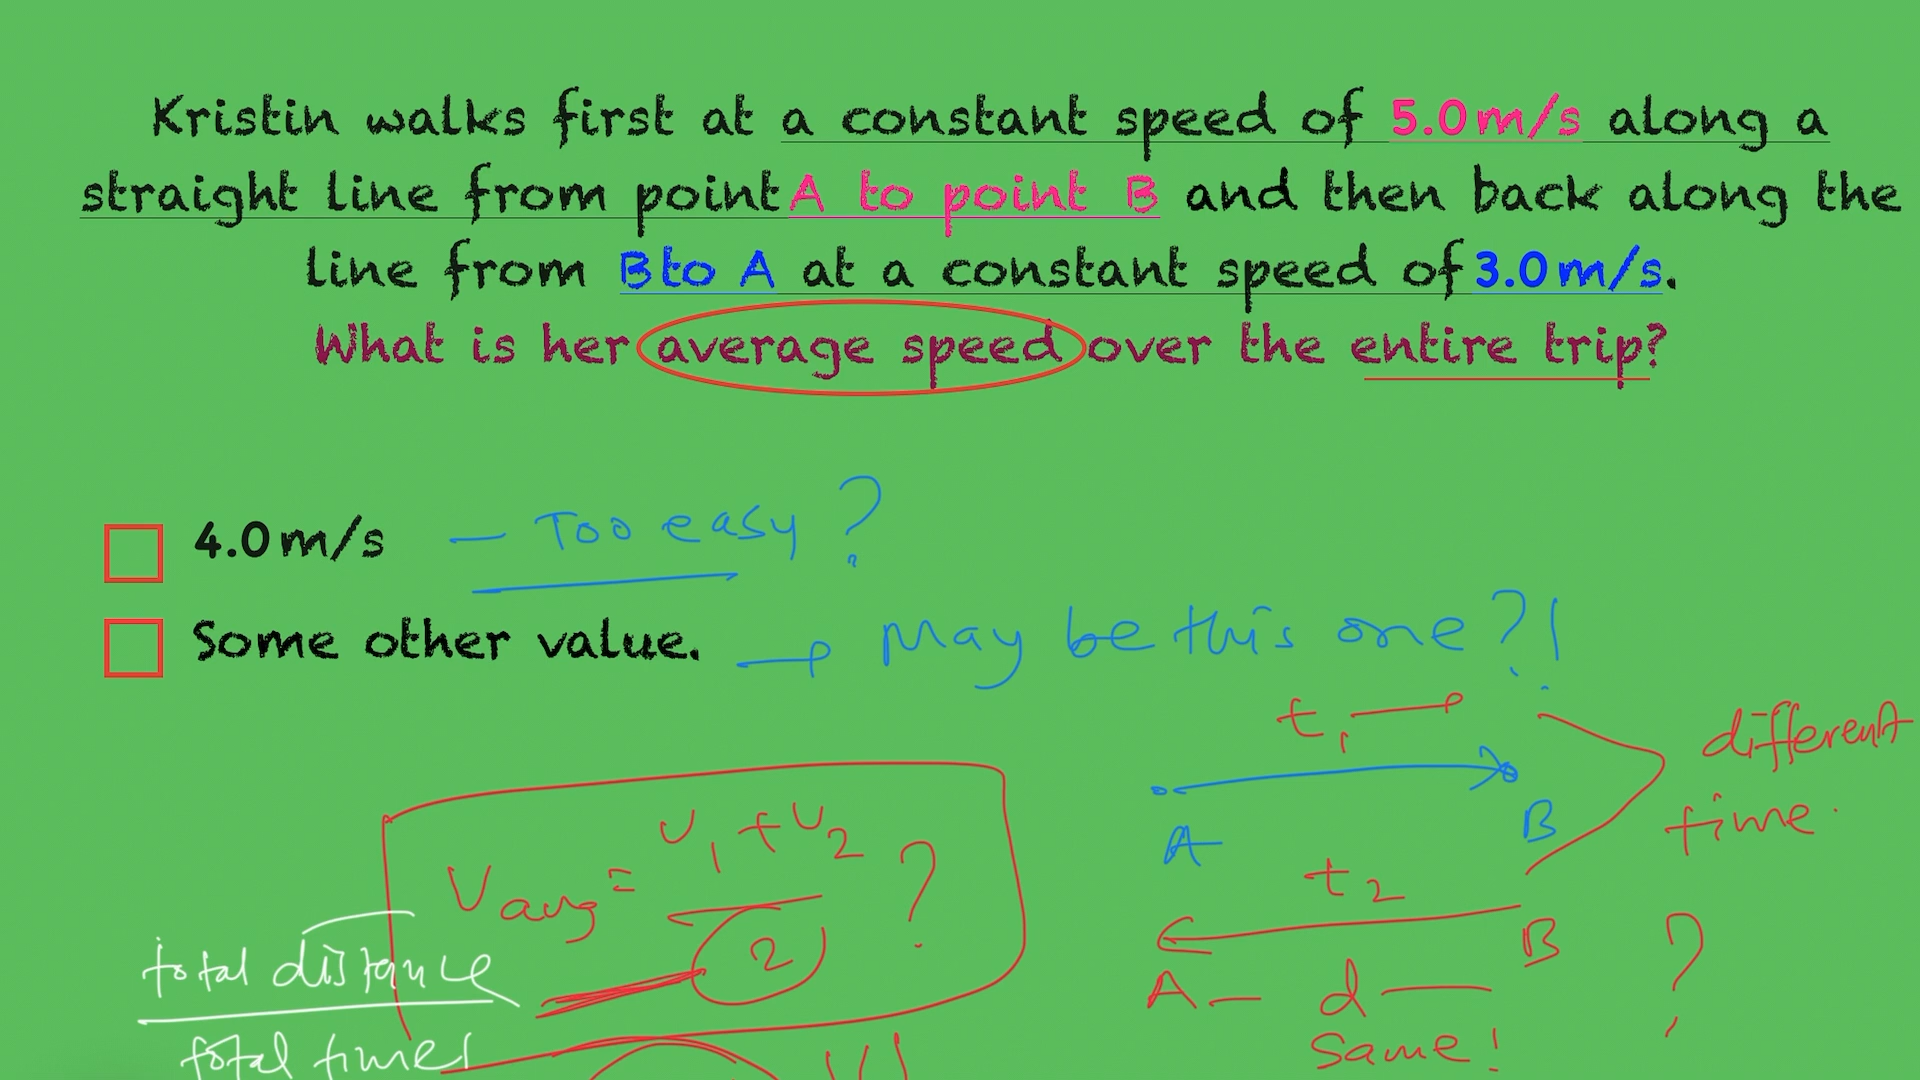 Kristin walks first at a constant speed of 5.0 m/s along a
straight line from point A to point B and then back along the
line from B to A at a constant speed of 3.0 m/s.
What is her average speed over the entire trip?
4.0 m/s — Too easy?
Some other value. → May be this one?!
t₁
different
time.
A B
Vavg = V₁ + V₂ / 2 ?
t₂
A B
A — d — ?
Same!
total distance
total time